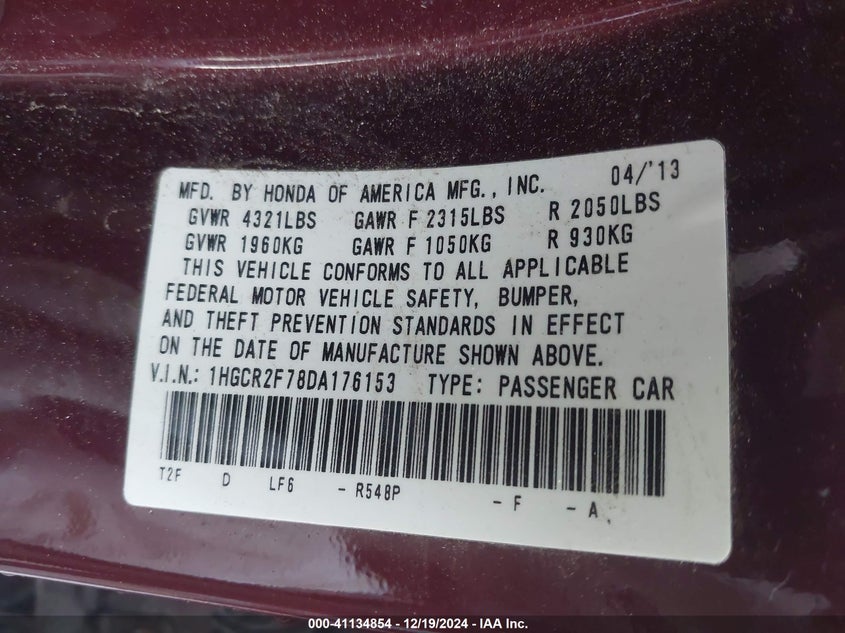 MFD. BY HONDA OF AMERICA MFG., INC. 04/'13
GVWR 4321LBS GAWR F 2315LBS R 2050LBS
GVWR 1960KG GAWR F 1050KG R 930KG
THIS VEHICLE CONFORMS TO ALL APPLICABLE
FEDERAL MOTOR VEHICLE SAFETY, BUMPER,
AND THEFT PREVENTION STANDARDS IN EFFECT
ON THE DATE OF MANUFACTURE SHOWN ABOVE.
V.I.N.: 1HGCR2F78DA176153 TYPE: PASSENGER CAR
T2F D LF6 - R548P - F - A
000-41134854 - 12/19/2024 - IAA Inc.